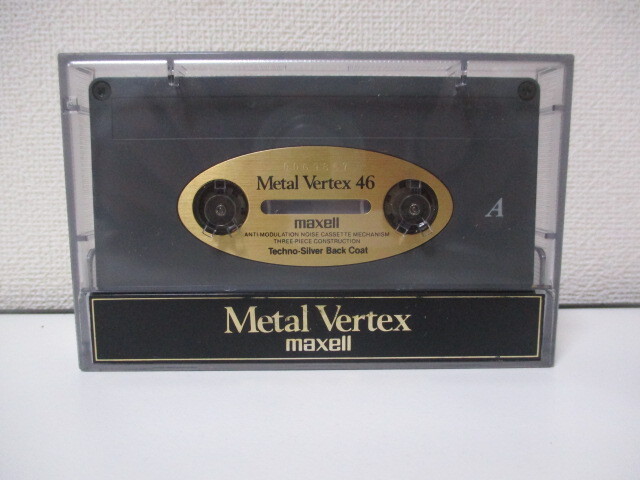 Metal Vertex 46
maxell
ANTI-MODULATION NOISE CASSETTE MECHANISM
THREE-PIECE CONSTRUCTION
Techno-Silver Back Coat
A
Metal Vertex
maxell